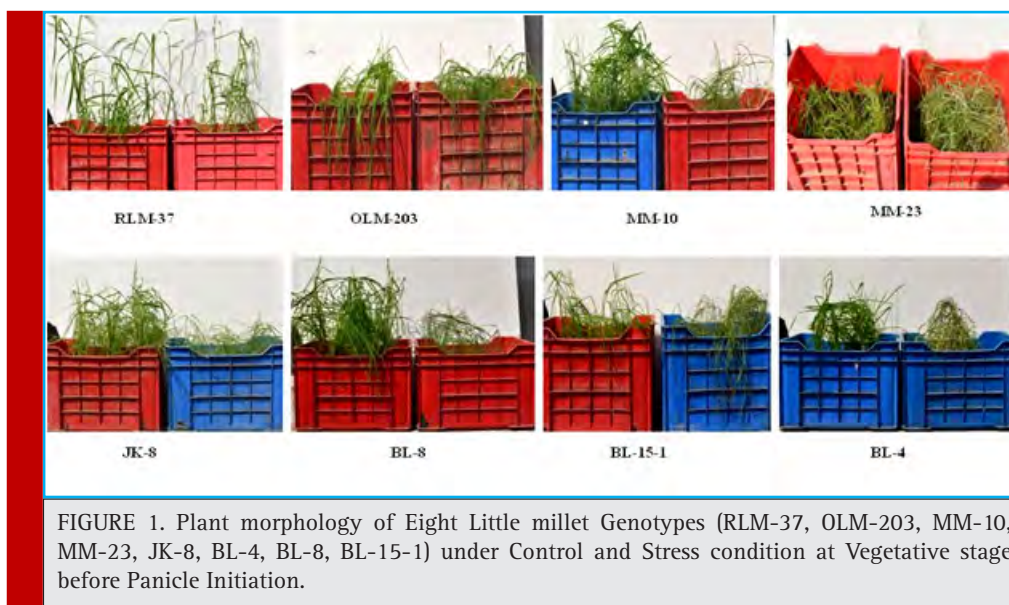 RLM-37
OLM-203
MM-10
MM-23
JK-8
BL-8
BL-15-1
BL-4
FIGURE 1. Plant morphology of Eight Little millet Genotypes (RLM-37, OLM-203, MM-10,
MM-23, JK-8, BL-4, BL-8, BL-15-1) under Control and Stress condition at Vegetative stage
before Panicle Initiation.